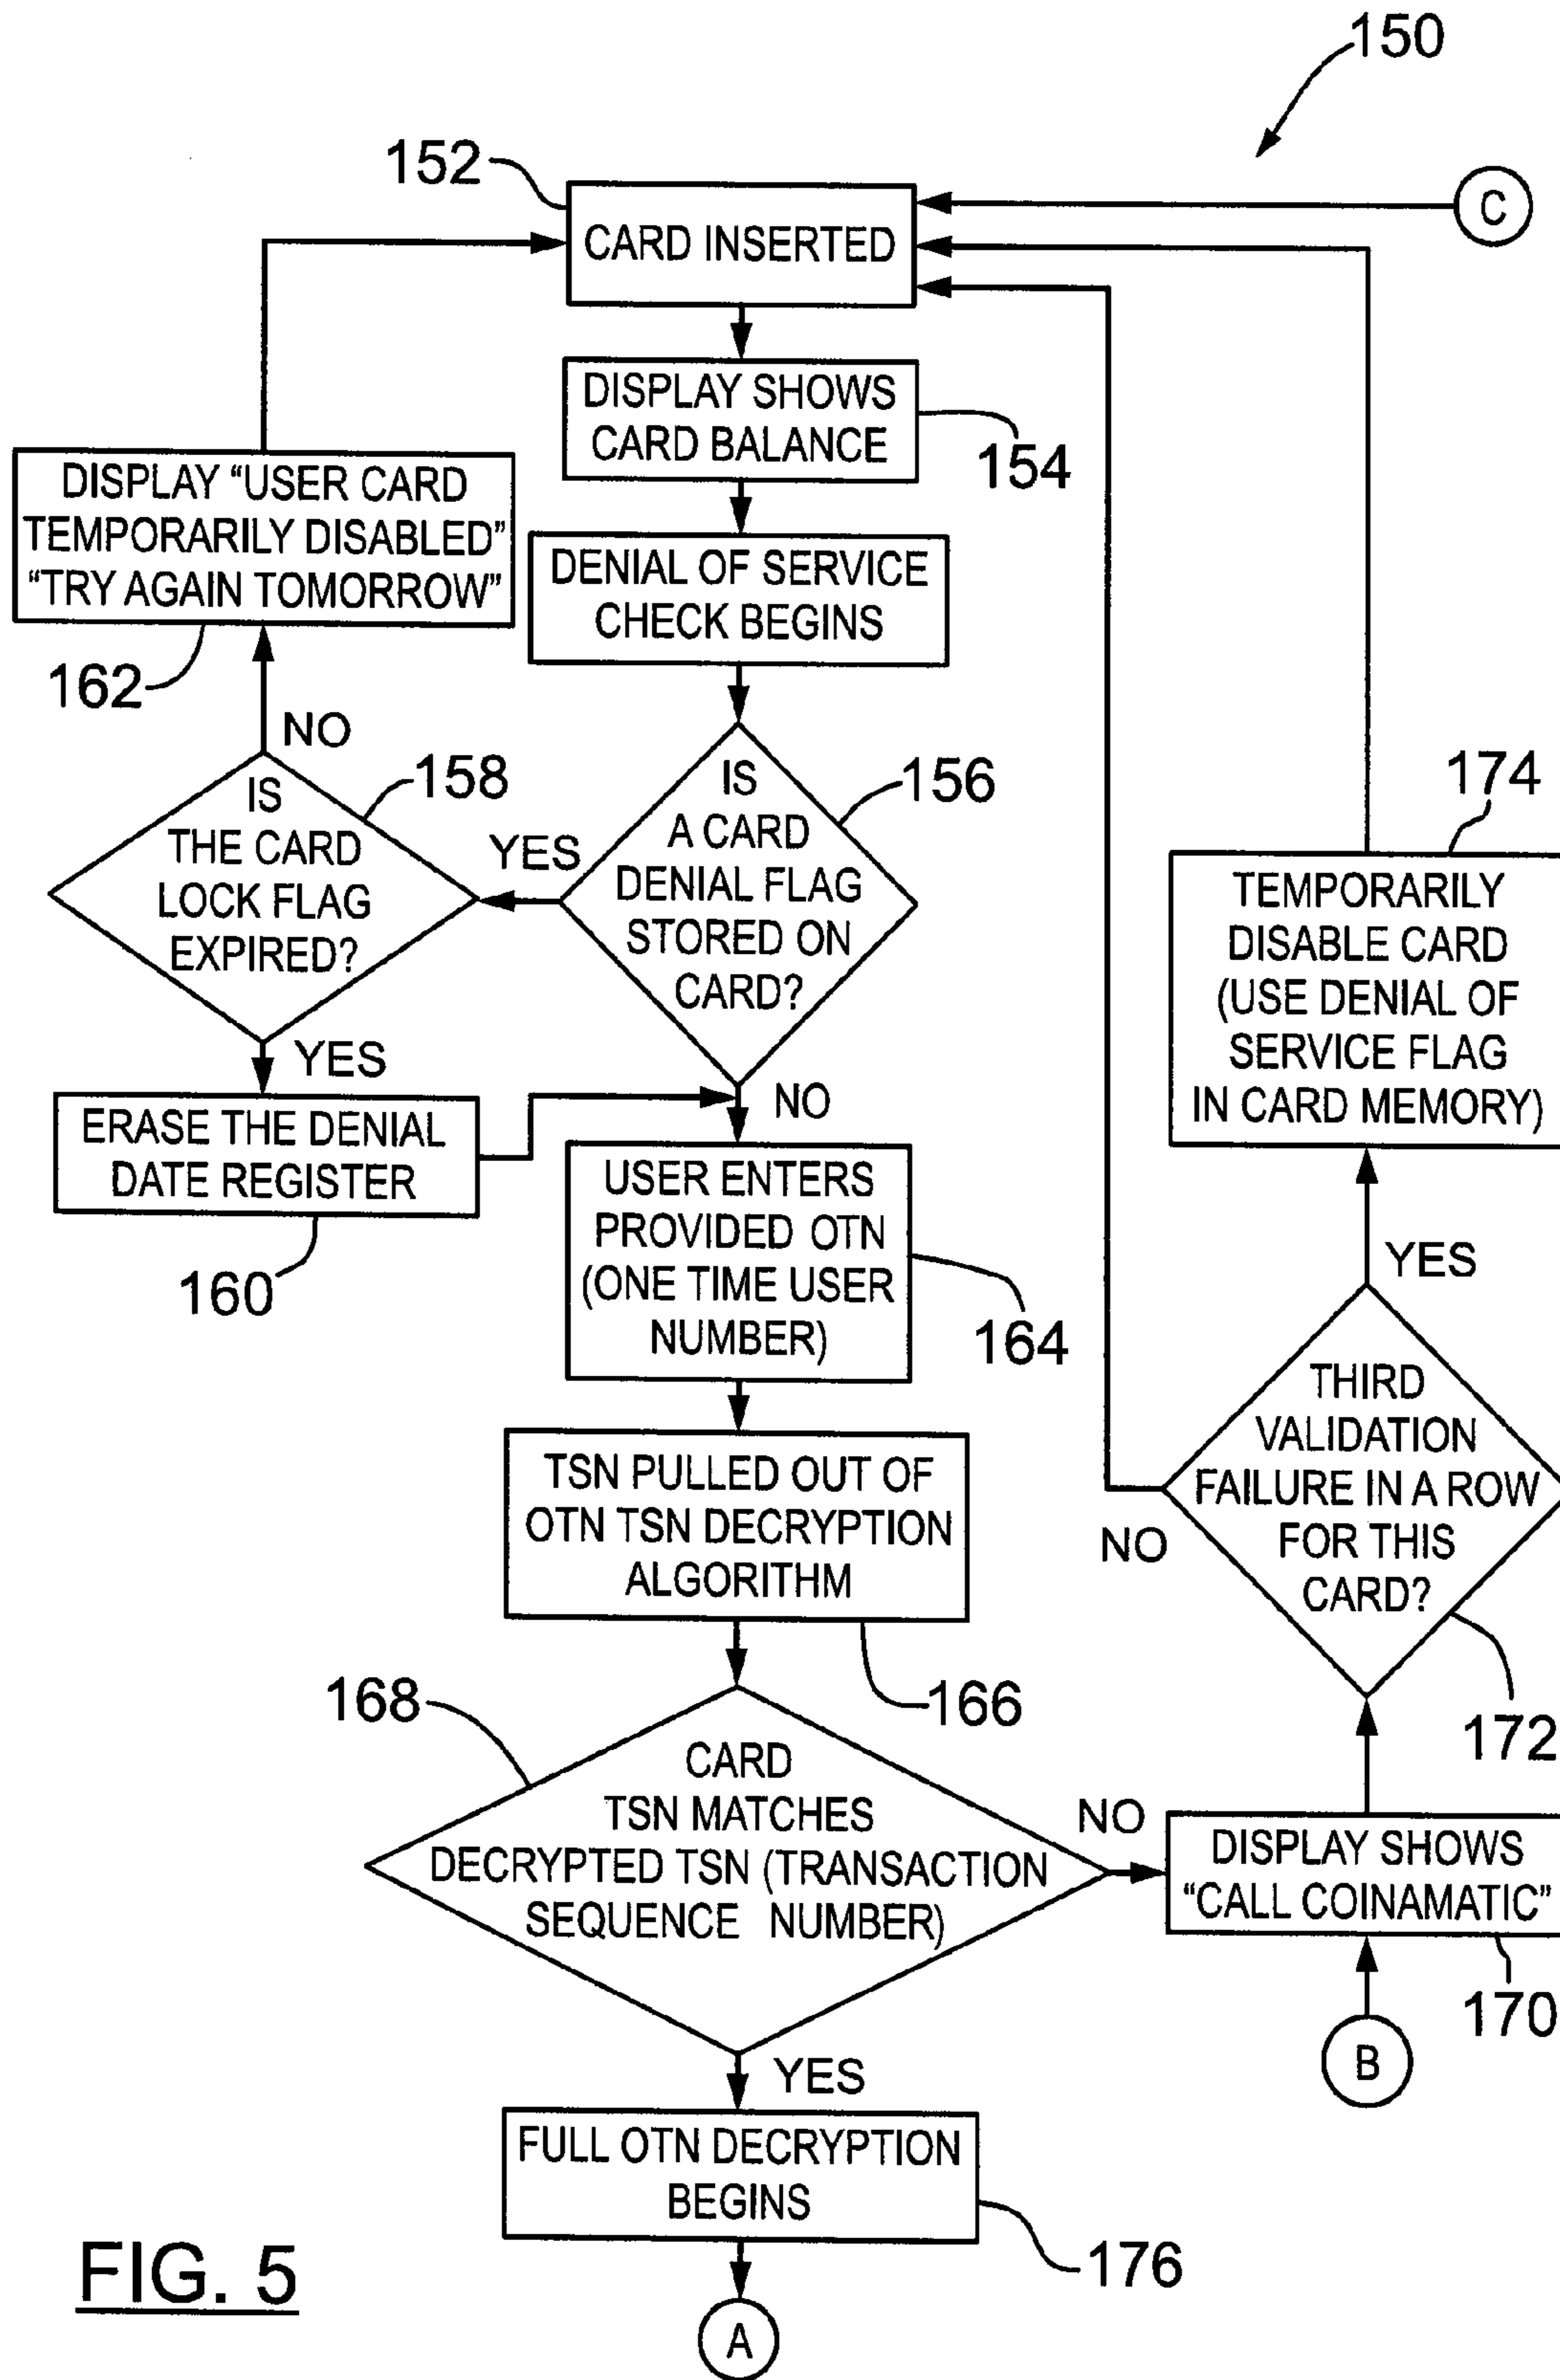 150
152
CARD INSERTED
C
DISPLAY SHOWS
CARD BALANCE
154
DISPLAY “USER CARD
TEMPORARILY DISABLED”
“TRY AGAIN TOMORROW”
162
DENIAL OF SERVICE
CHECK BEGINS
NO
IS
THE CARD
LOCK FLAG
EXPIRED?
158
YES
IS
A CARD
DENIAL FLAG
STORED ON
CARD?
156
174
TEMPORARILY
DISABLE CARD
(USE DENIAL OF
SERVICE FLAG
IN CARD MEMORY)
YES
NO
ERASE THE DENIAL
DATE REGISTER
160
USER ENTERS
PROVIDED OTN
(ONE TIME USER
NUMBER)
164
YES
THIRD
VALIDATION
FAILURE IN A ROW
FOR THIS
CARD?
NO
172
TSN PULLED OUT OF
OTN TSN DECRYPTION
ALGORITHM
166
168
CARD
TSN MATCHES
DECRYPTED TSN (TRANSACTION
SEQUENCE NUMBER)
NO
DISPLAY SHOWS
“CALL COINAMATIC”
170
B
YES
FULL OTN DECRYPTION
BEGINS
176
A
FIG. 5